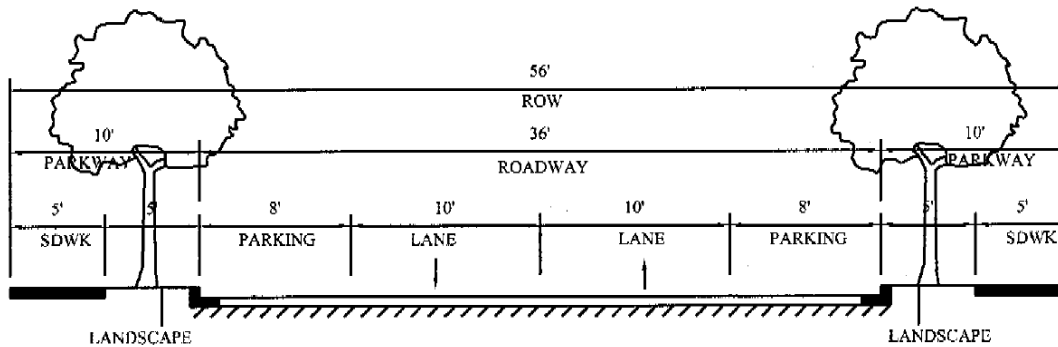 56'
ROW
10' 36' 10'
PARKWAY ROADWAY PARKWAY
5' 5' 8' 10' 10' 8' 5' 5'
SDWK PARKING LANE LANE PARKING SDWK
LANDSCAPE LANDSCAPE